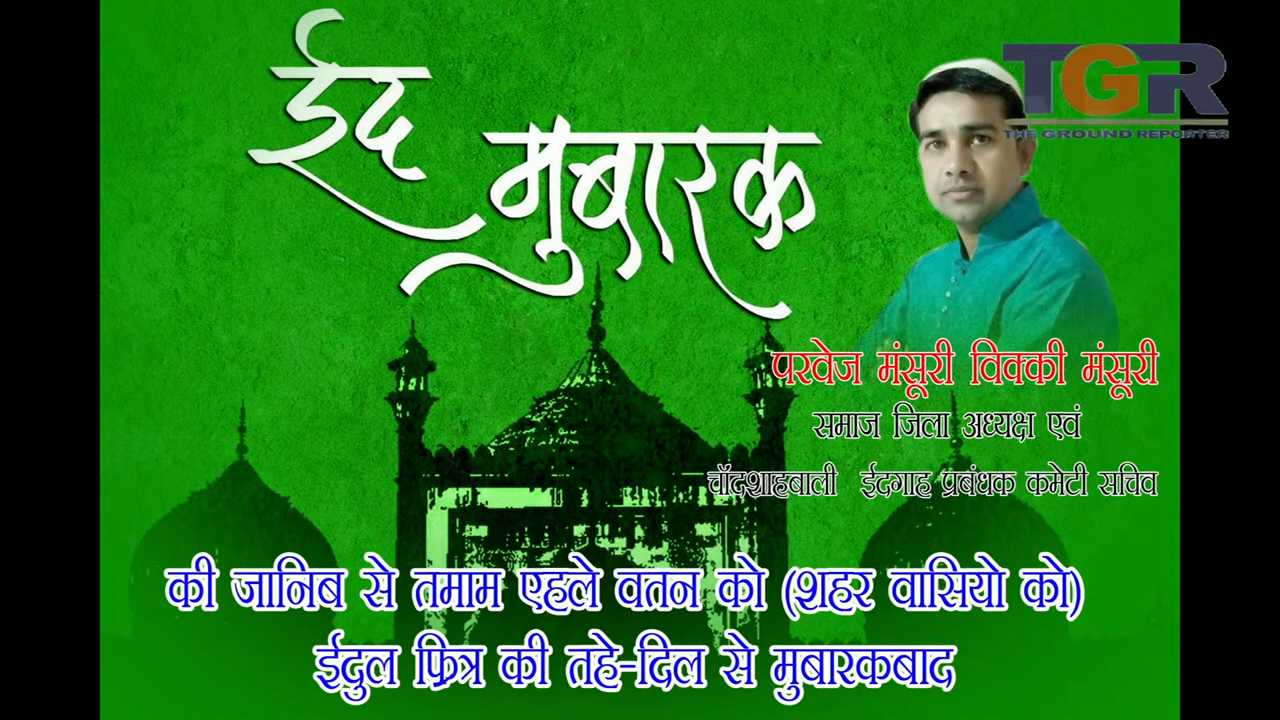 ईद मुबारक
TGR
THE GROUND REPORTER
परवेज मंसूरी विक्की मंसूरी
समाज जिला अध्यक्ष एवं
चॉदशाहबाली ईदगाह प्रबंधक कमेटी सचिव
की जानिब से तमाम एहले वतन को (शहर वासियो को)
ईदुल फ़ित्र की तहे-दिल से मुबारकबाद